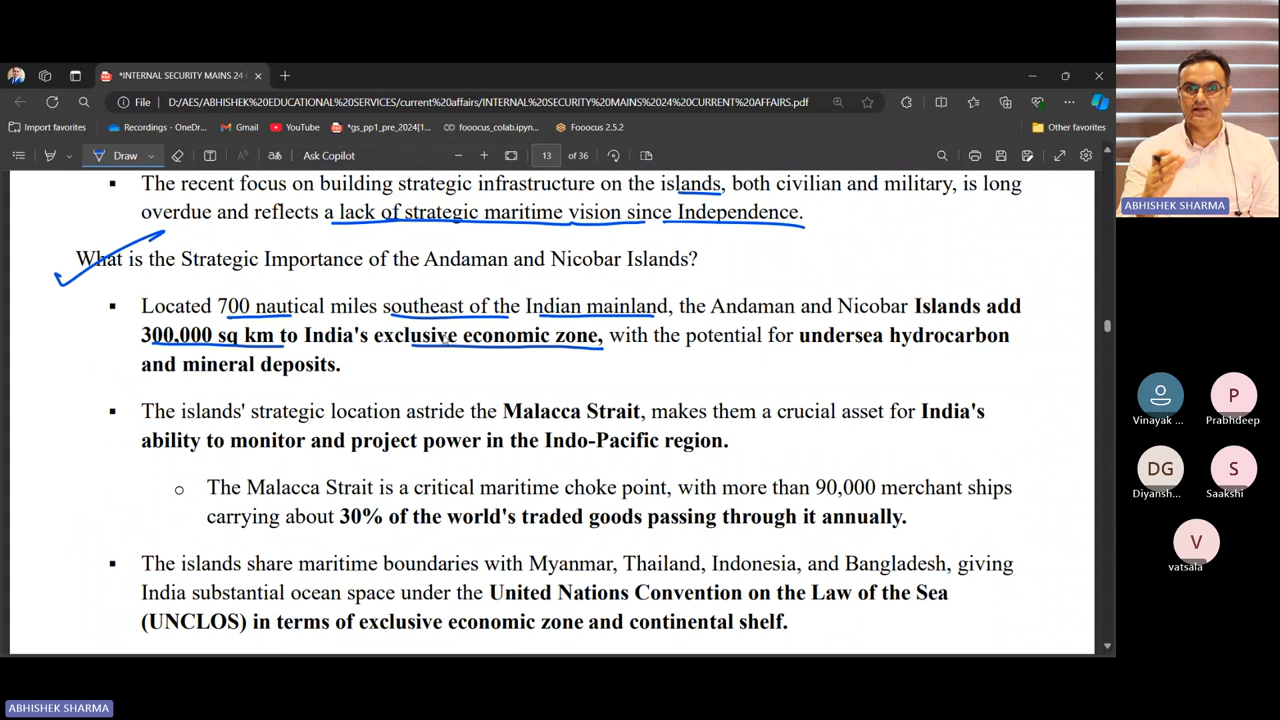 *INTERNAL SECURITY MAINS 24
File
D:/AES/ABHISHEK%20EDUCATIONAL%20SERVICES/current%20affairs/INTERNAL%20SECURITY%20MAINS%202024%20CURRENT%20AFFAIRS.pdf
Import favorites
Recordings - OneDr...
Gmail
YouTube
*gs_pp1_pre_2024[1...
fooocus_colab.ipyn...
Fooocus 2.5.2
Other favorites
Draw
Ask Copilot
13 of 36
▪ The recent focus on building strategic infrastructure on the islands, both civilian and military, is long
overdue and reflects a lack of strategic maritime vision since Independence.
What is the Strategic Importance of the Andaman and Nicobar Islands?
▪ Located 700 nautical miles southeast of the Indian mainland, the Andaman and Nicobar Islands add
300,000 sq km to India's exclusive economic zone, with the potential for undersea hydrocarbon
and mineral deposits.
▪ The islands' strategic location astride the Malacca Strait, makes them a crucial asset for India's
ability to monitor and project power in the Indo-Pacific region.
o The Malacca Strait is a critical maritime choke point, with more than 90,000 merchant ships
carrying about 30% of the world's traded goods passing through it annually.
▪ The islands share maritime boundaries with Myanmar, Thailand, Indonesia, and Bangladesh, giving
India substantial ocean space under the United Nations Convention on the Law of the Sea
(UNCLOS) in terms of exclusive economic zone and continental shelf.
ABHISHEK SHARMA
P
Vinayak ...
Prabhdeep
DG
S
Diyansh...
Saakshi
V
vatsala
ABHISHEK SHARMA